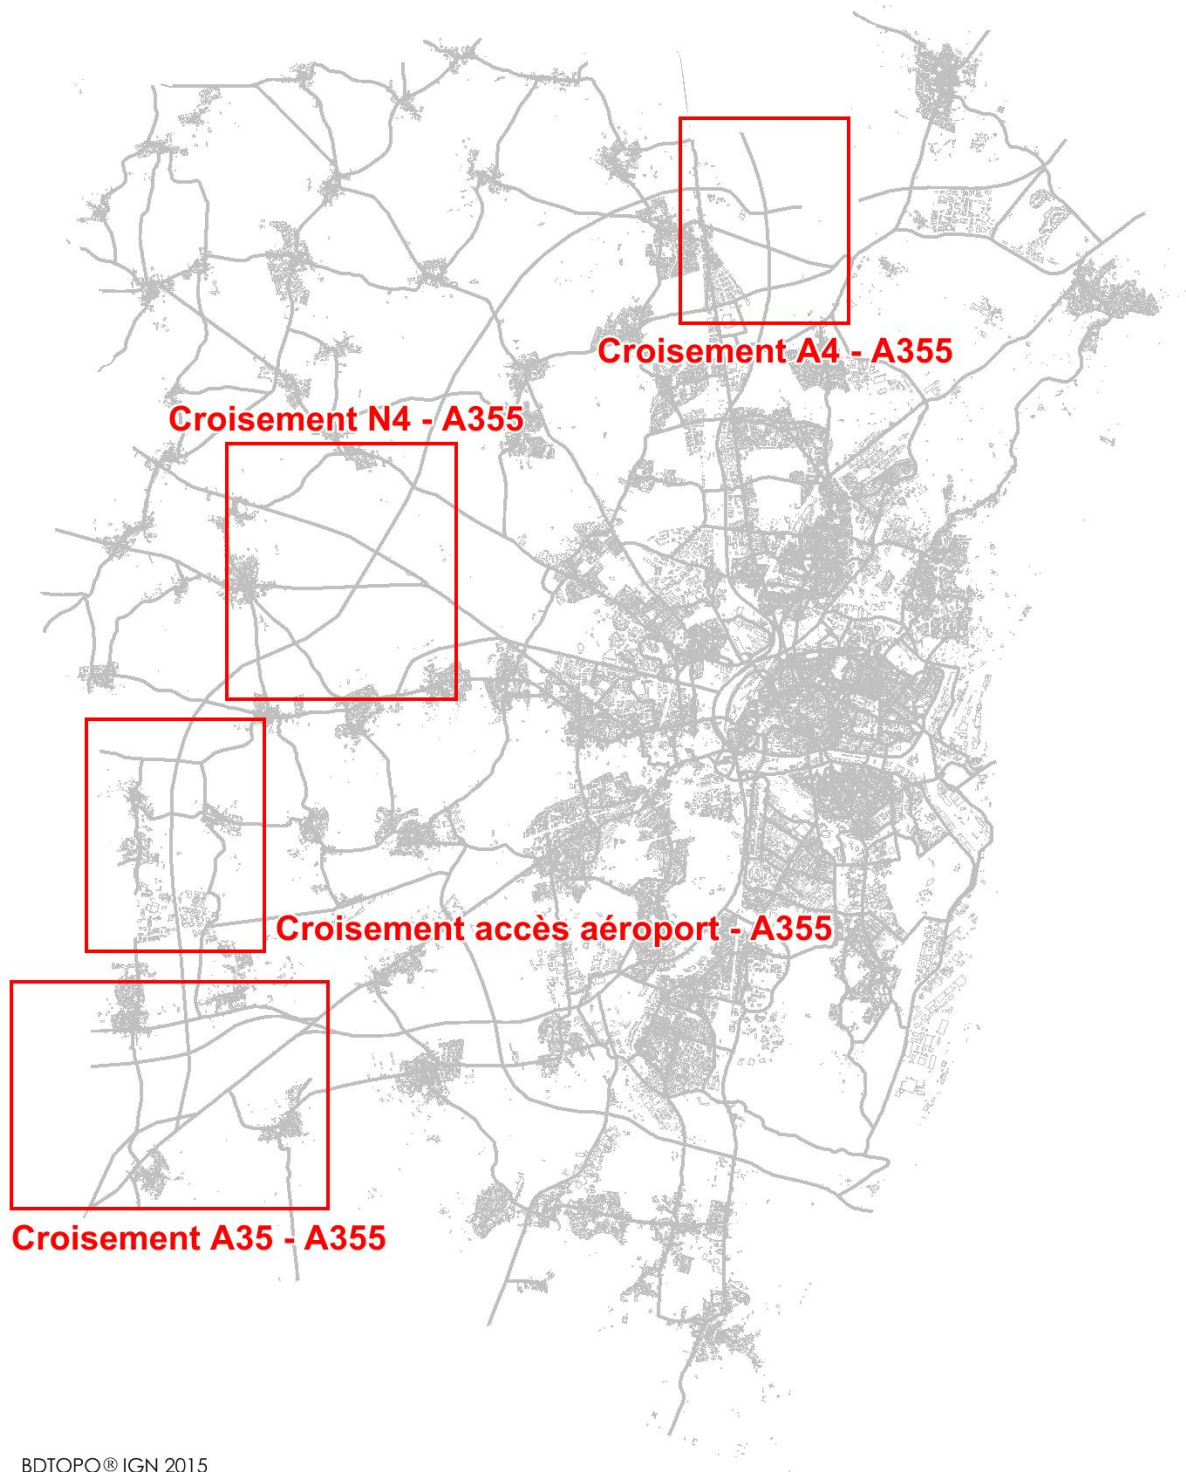 Croisement A4 - A355
Croisement N4 - A355
Croisement accès aéroport - A355
Croisement A35 - A355
BDTOPO® IGN 2015